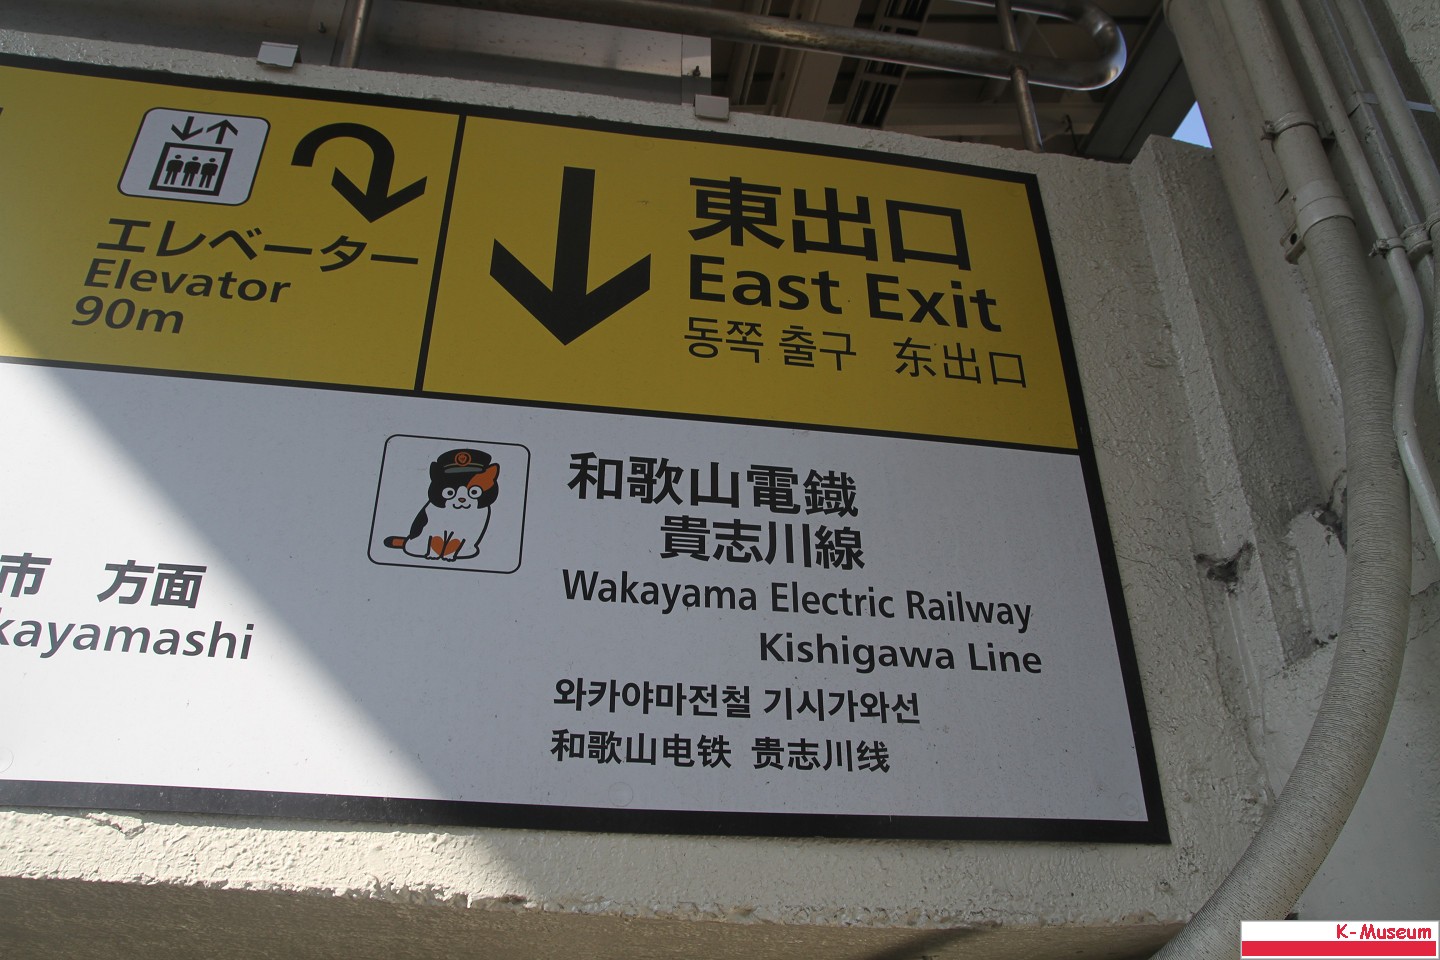 エレベーター
Elevator
90m
東出口
East Exit
동쪽 출구 东出口
市 方面
kayamashi
和歌山電鐵
貴志川線
Wakayama Electric Railway
Kishigawa Line
와카야마전철 기시가와선
和歌山电铁 贵志川线
K-Museum